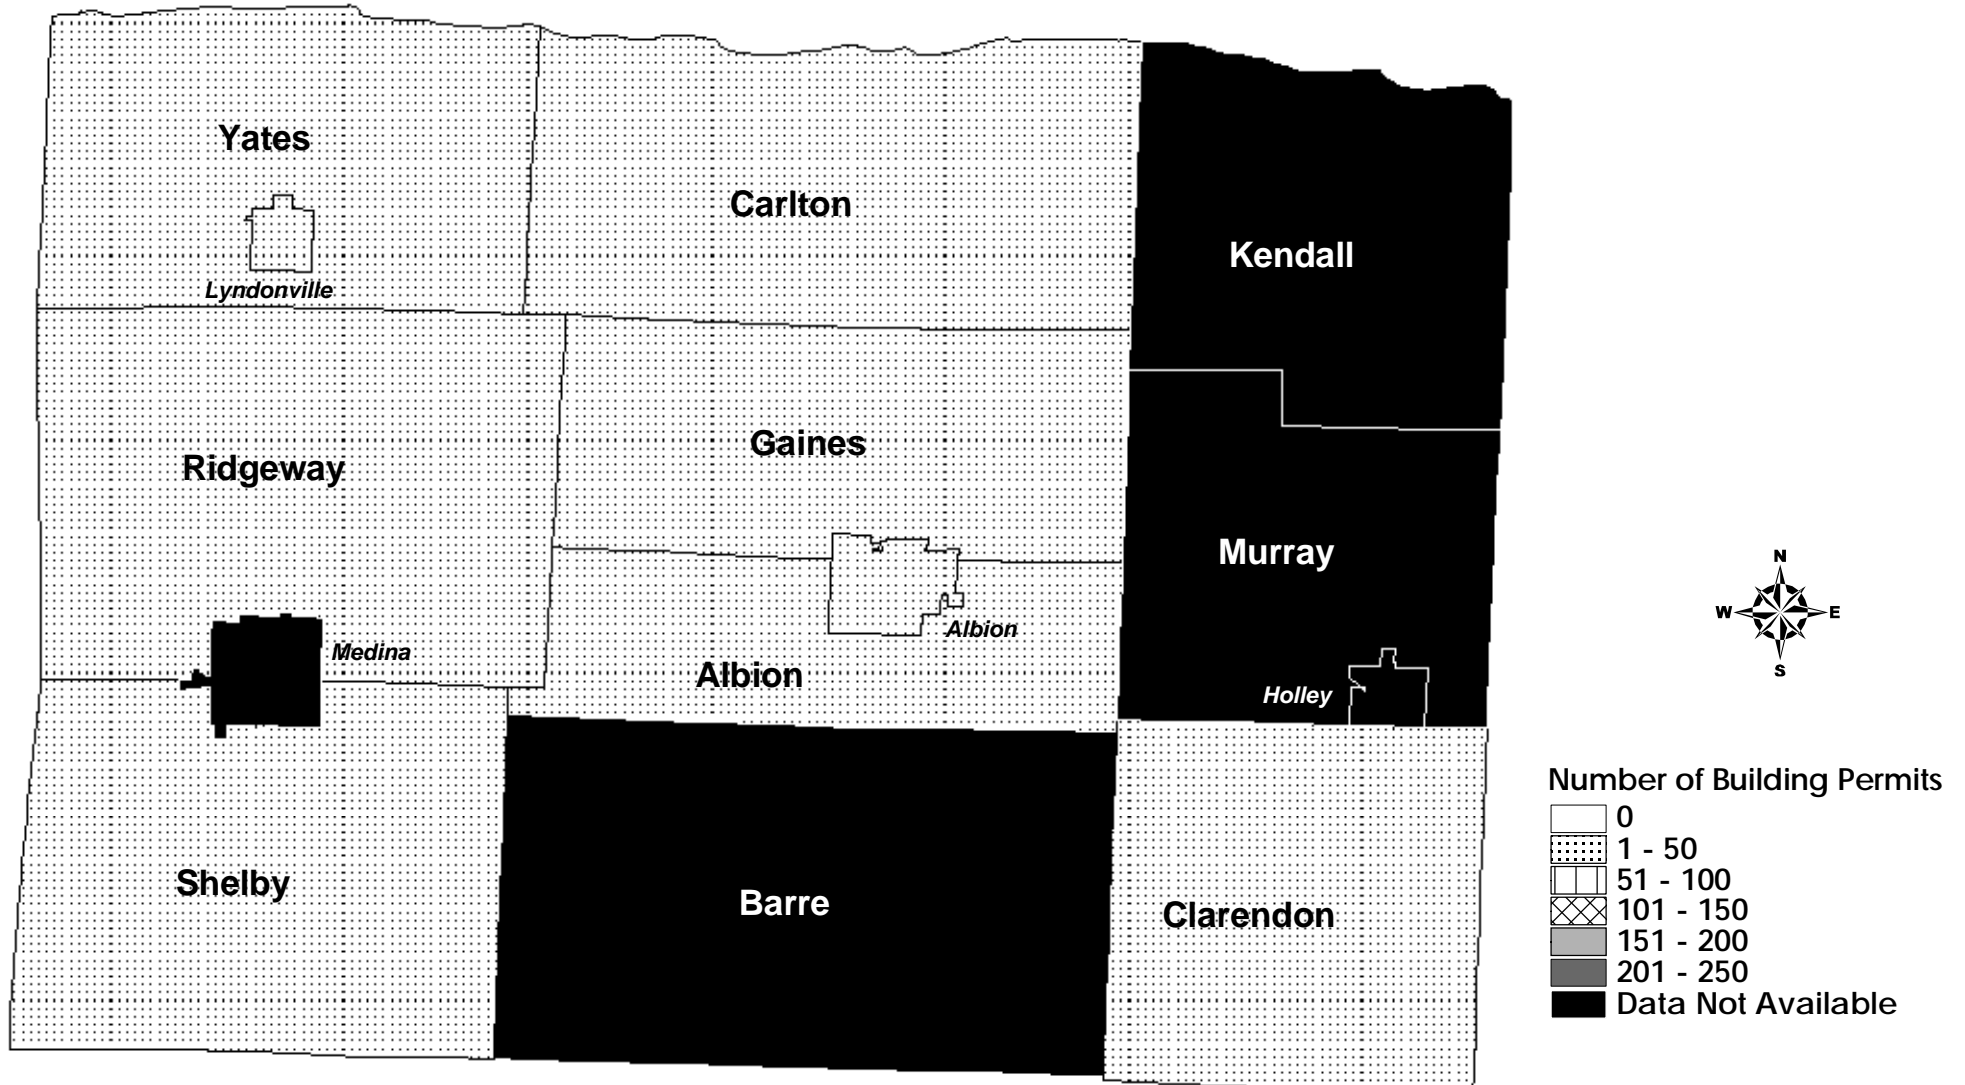 Yates
Carlton
Kendall
Lyndonville
Gaines
Ridgeway
Murray
N
W
E
S
Albion
Medina
Albion
Holley
Number of Building Permits
0
1 - 50
51 - 100
101 - 150
151 - 200
201 - 250
Data Not Available
Shelby
Barre
Clarendon